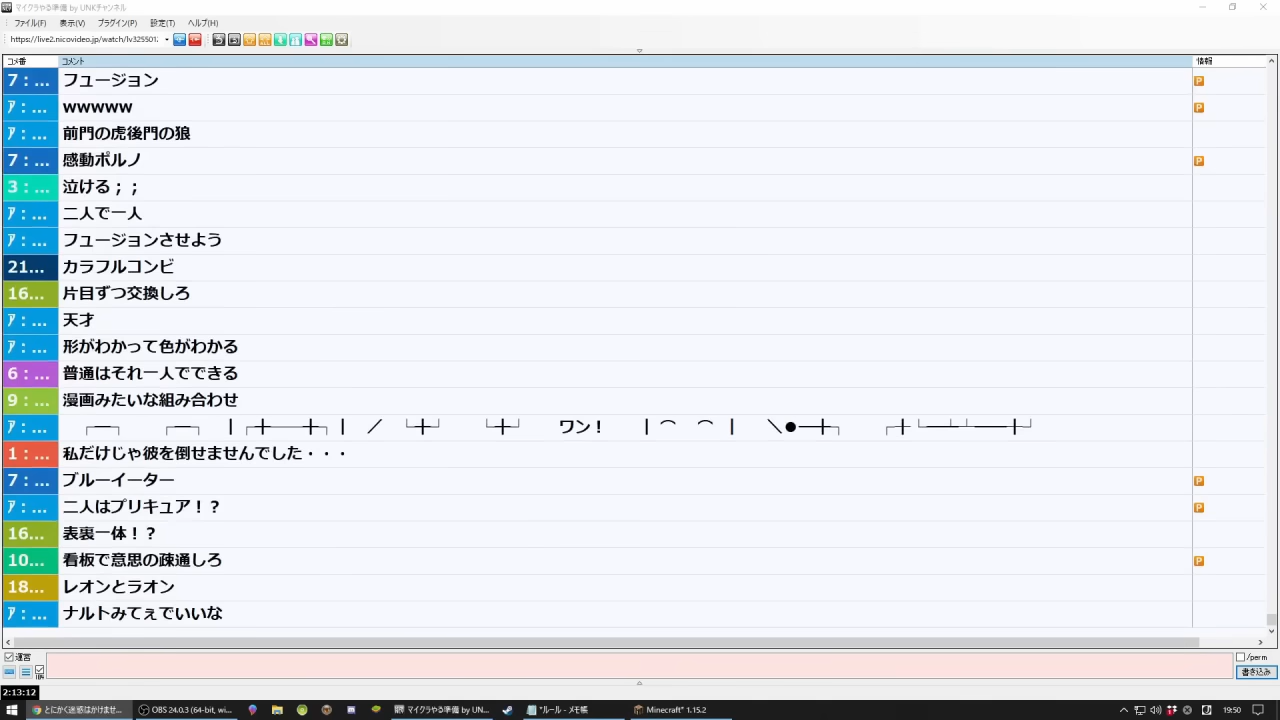 マイクラやる準備 by UNKチャンネル
ファイル(F) 表示(V) プラグイン(P) 設定(T) ヘルプ(H)
コメ番 コメント 情報
7：... フュージョン P
ｱ：... wwwww P
ｱ：... 前門の虎後門の狼
7：... 感動ポルノ P
3：... 泣ける；；
ｱ：... 二人で一人
ｱ：... フュージョンさせよう
21... カラフルコンビ
16... 片目ずつ交換しろ
ｱ：... 天才
ｱ：... 形がわかって色がわかる
6：... 普通はそれ一人でできる
9：... 漫画みたいな組み合わせ
ｱ：... ワン！
1：... 私だけじゃ彼を倒せませんでした・・・
7：... ブルーイーター P
ｱ：... 二人はプリキュア！？ P
16... 表裏一体！？
10... 看板で意思の疎通しろ P
18... レオンとラオン
ｱ：... ナルトみてぇでいいな
運営 /perm
184 書き込み
2:13:12
とにかく迷惑はかけませ... OBS 24.0.3 (64-bit, wi... マイクラやる準備 by UN... *ルール - メモ帳 Minecraft* 1.15.2 19:50